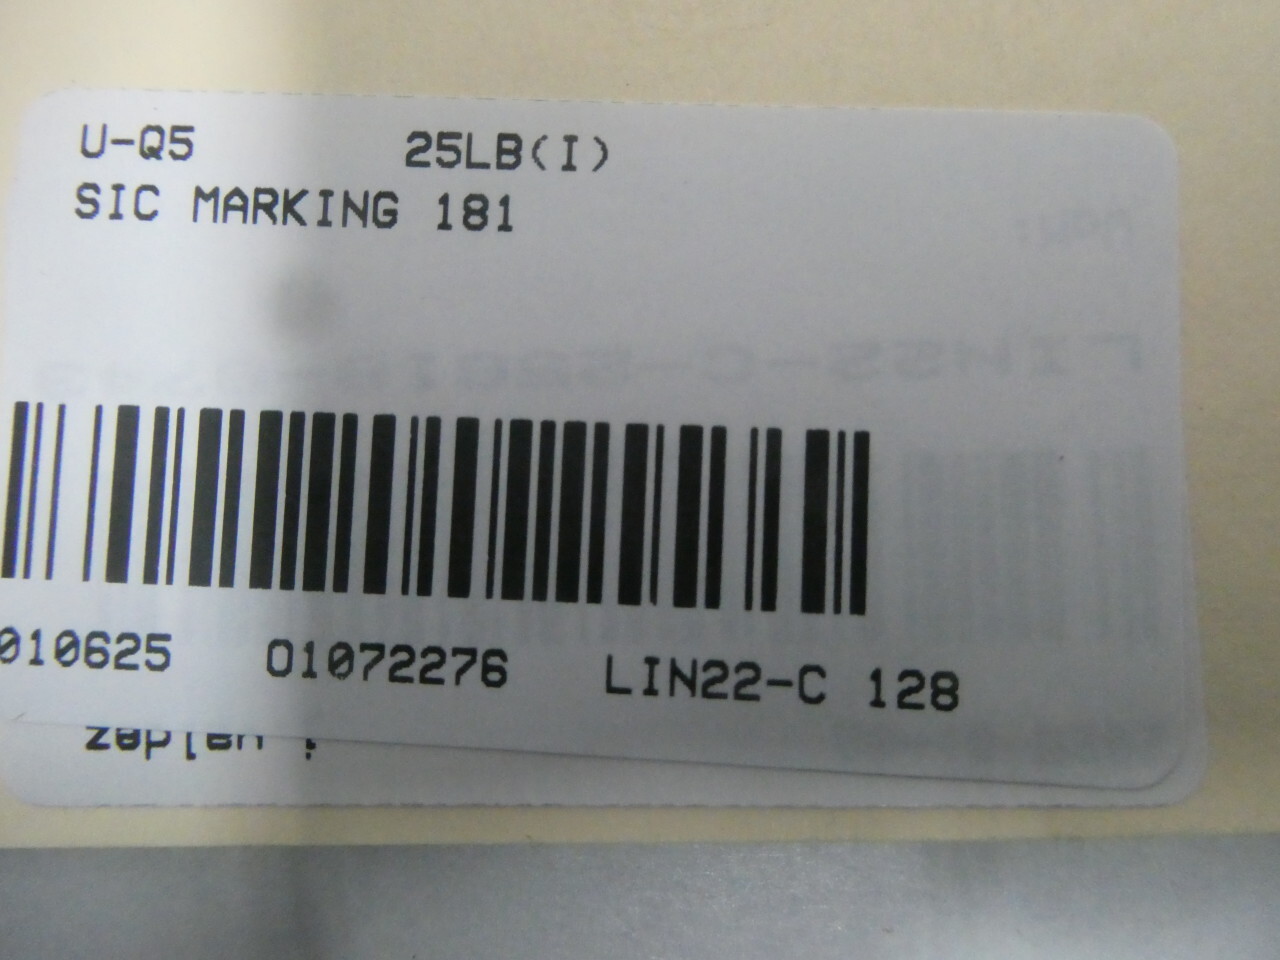 U-Q5 25LB(I)
SIC MARKING 181
010625 01072276 LIN22-C 128